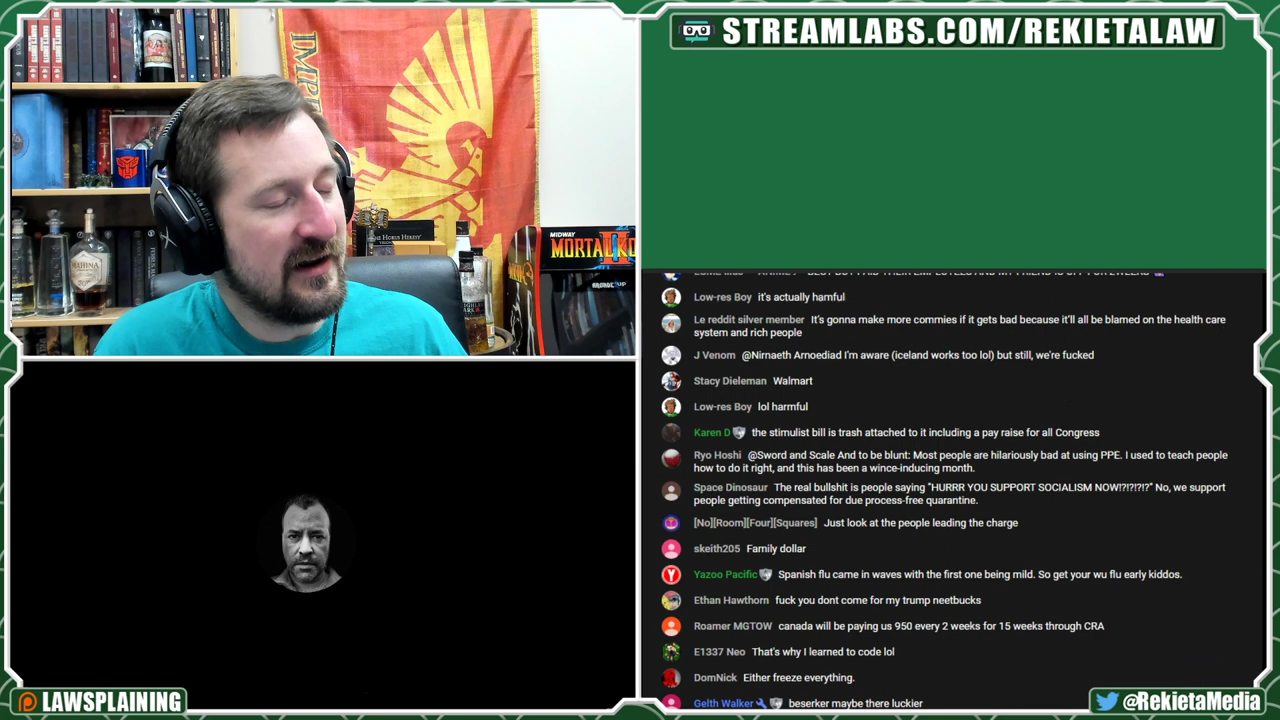 STREAMLABS.COM/REKIETALAW
IMPE
MIDWAY
MORTAL KO
II
ARCADE1UP
THE HORUS HERESY
Low-res Boy it's actually harmful
Le reddit silver member It's gonna make more commies if it gets bad because it'll all be blamed on the health care
system and rich people
J Venom @Nirnaeth Arnoediad I'm aware (iceland works too lol) but still, we're fucked
Stacy Dieleman Walmart
Low-res Boy lol harmful
Karen D the stimulist bill is trash attached to it including a pay raise for all Congress
Ryo Hoshi @Sword and Scale And to be blunt: Most people are hilariously bad at using PPE. I used to teach people
how to do it right, and this has been a wince-inducing month.
Space Dinosaur The real bullshit is people saying "HURRR YOU SUPPORT SOCIALISM NOW!?!?!?!?" No, we support
people getting compensated for due process-free quarantine.
[No][Room][Four][Squares] Just look at the people leading the charge
skeith205 Family dollar
Yazoo Pacific Spanish flu came in waves with the first one being mild. So get your wu flu early kiddos.
Ethan Hawthorn fuck you dont come for my trump neetbucks
Roamer MGTOW canada will be paying us 950 every 2 weeks for 15 weeks through CRA
E1337 Neo That's why I learned to code lol
DomNick Either freeze everything.
Gelth Walker beserker maybe there luckier
LAWSPLAINING
@RekietaMedia